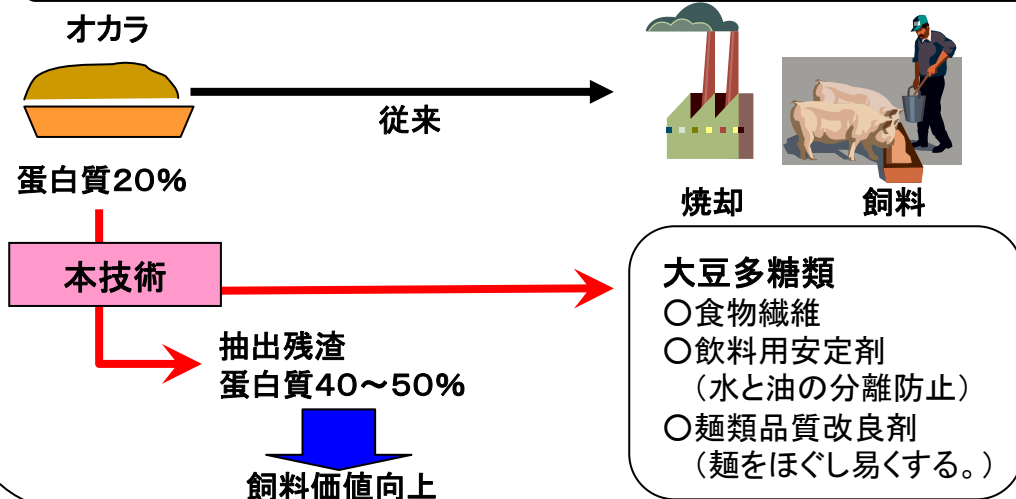 オカラ
従来
蛋白質20%
焼却
飼料
本技術
大豆多糖類
○食物繊維
○飲料用安定剤
(水と油の分離防止)
○麺類品質改良剤
(麺をほぐし易くする。)
抽出残渣
蛋白質40～50%
飼料価値向上